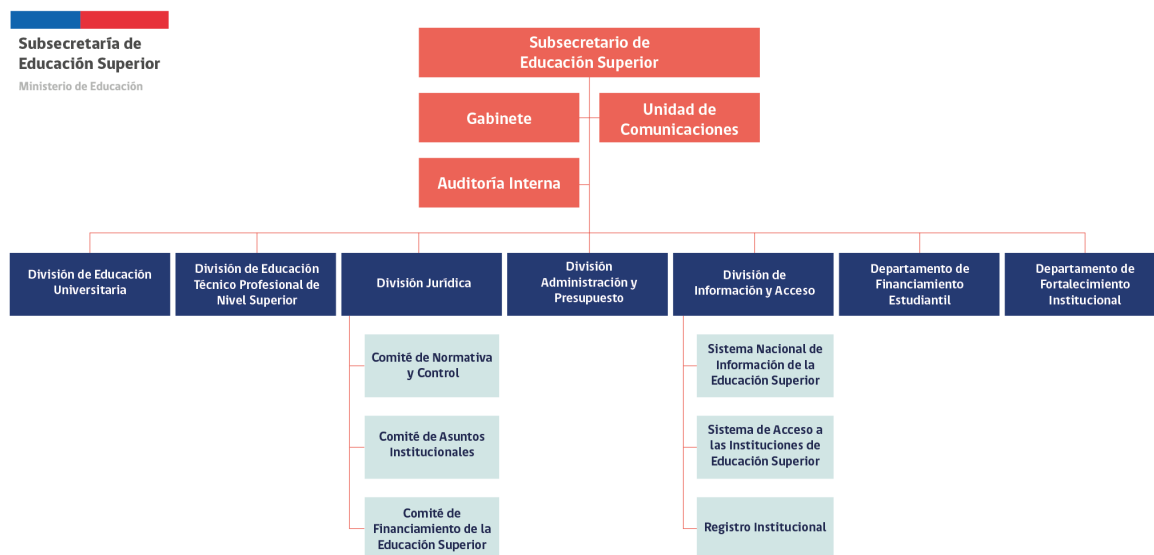 Subsecretaría de
Educación Superior
Ministerio de Educación
Subsecretario de
Educación Superior
Gabinete
Unidad de
Comunicaciones
Auditoría Interna
División de Educación
Universitaria
División de Educación
Técnico Profesional de
Nivel Superior
División Jurídica
División
Administración y
Presupuesto
División de
Información y Acceso
Departamento de
Financiamiento
Estudiantil
Departamento de
Fortalecimiento
Institucional
Comité de Normativa
y Control
Comité de Asuntos
Institucionales
Comité de
Financiamiento de la
Educación Superior
Sistema Nacional de
Información de la
Educación Superior
Sistema de Acceso a
las Instituciones de
Educación Superior
Registro Institucional